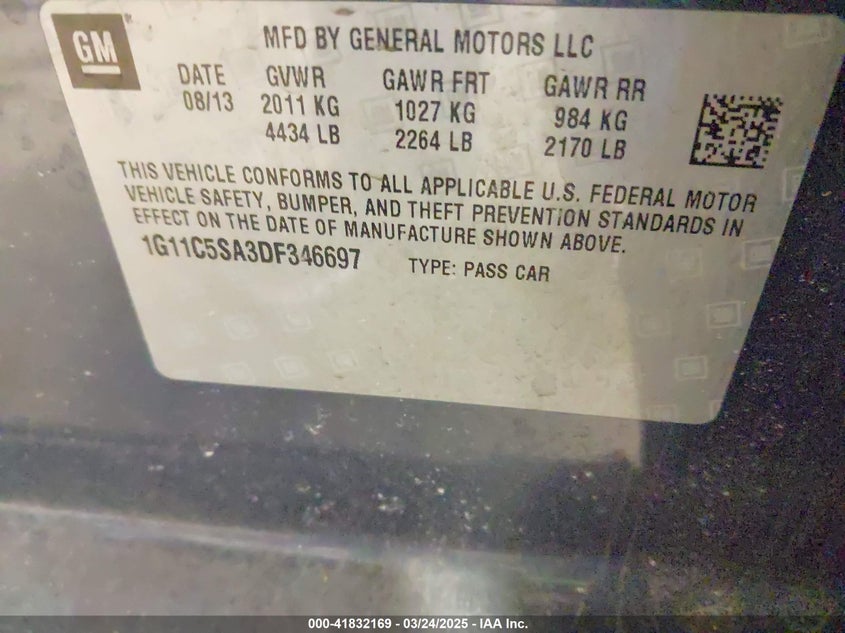 GM
MFD BY GENERAL MOTORS LLC
DATE GVWR GAWR FRT GAWR RR
08/13 2011 KG 1027 KG 984 KG
4434 LB 2264 LB 2170 LB
THIS VEHICLE CONFORMS TO ALL APPLICABLE U.S. FEDERAL MOTOR
VEHICLE SAFETY, BUMPER, AND THEFT PREVENTION STANDARDS IN
EFFECT ON THE DATE OF MANUFACTURE SHOWN ABOVE.
1G11C5SA3DF346697 TYPE: PASS CAR
000-41832169 - 03/24/2025 - IAA Inc.